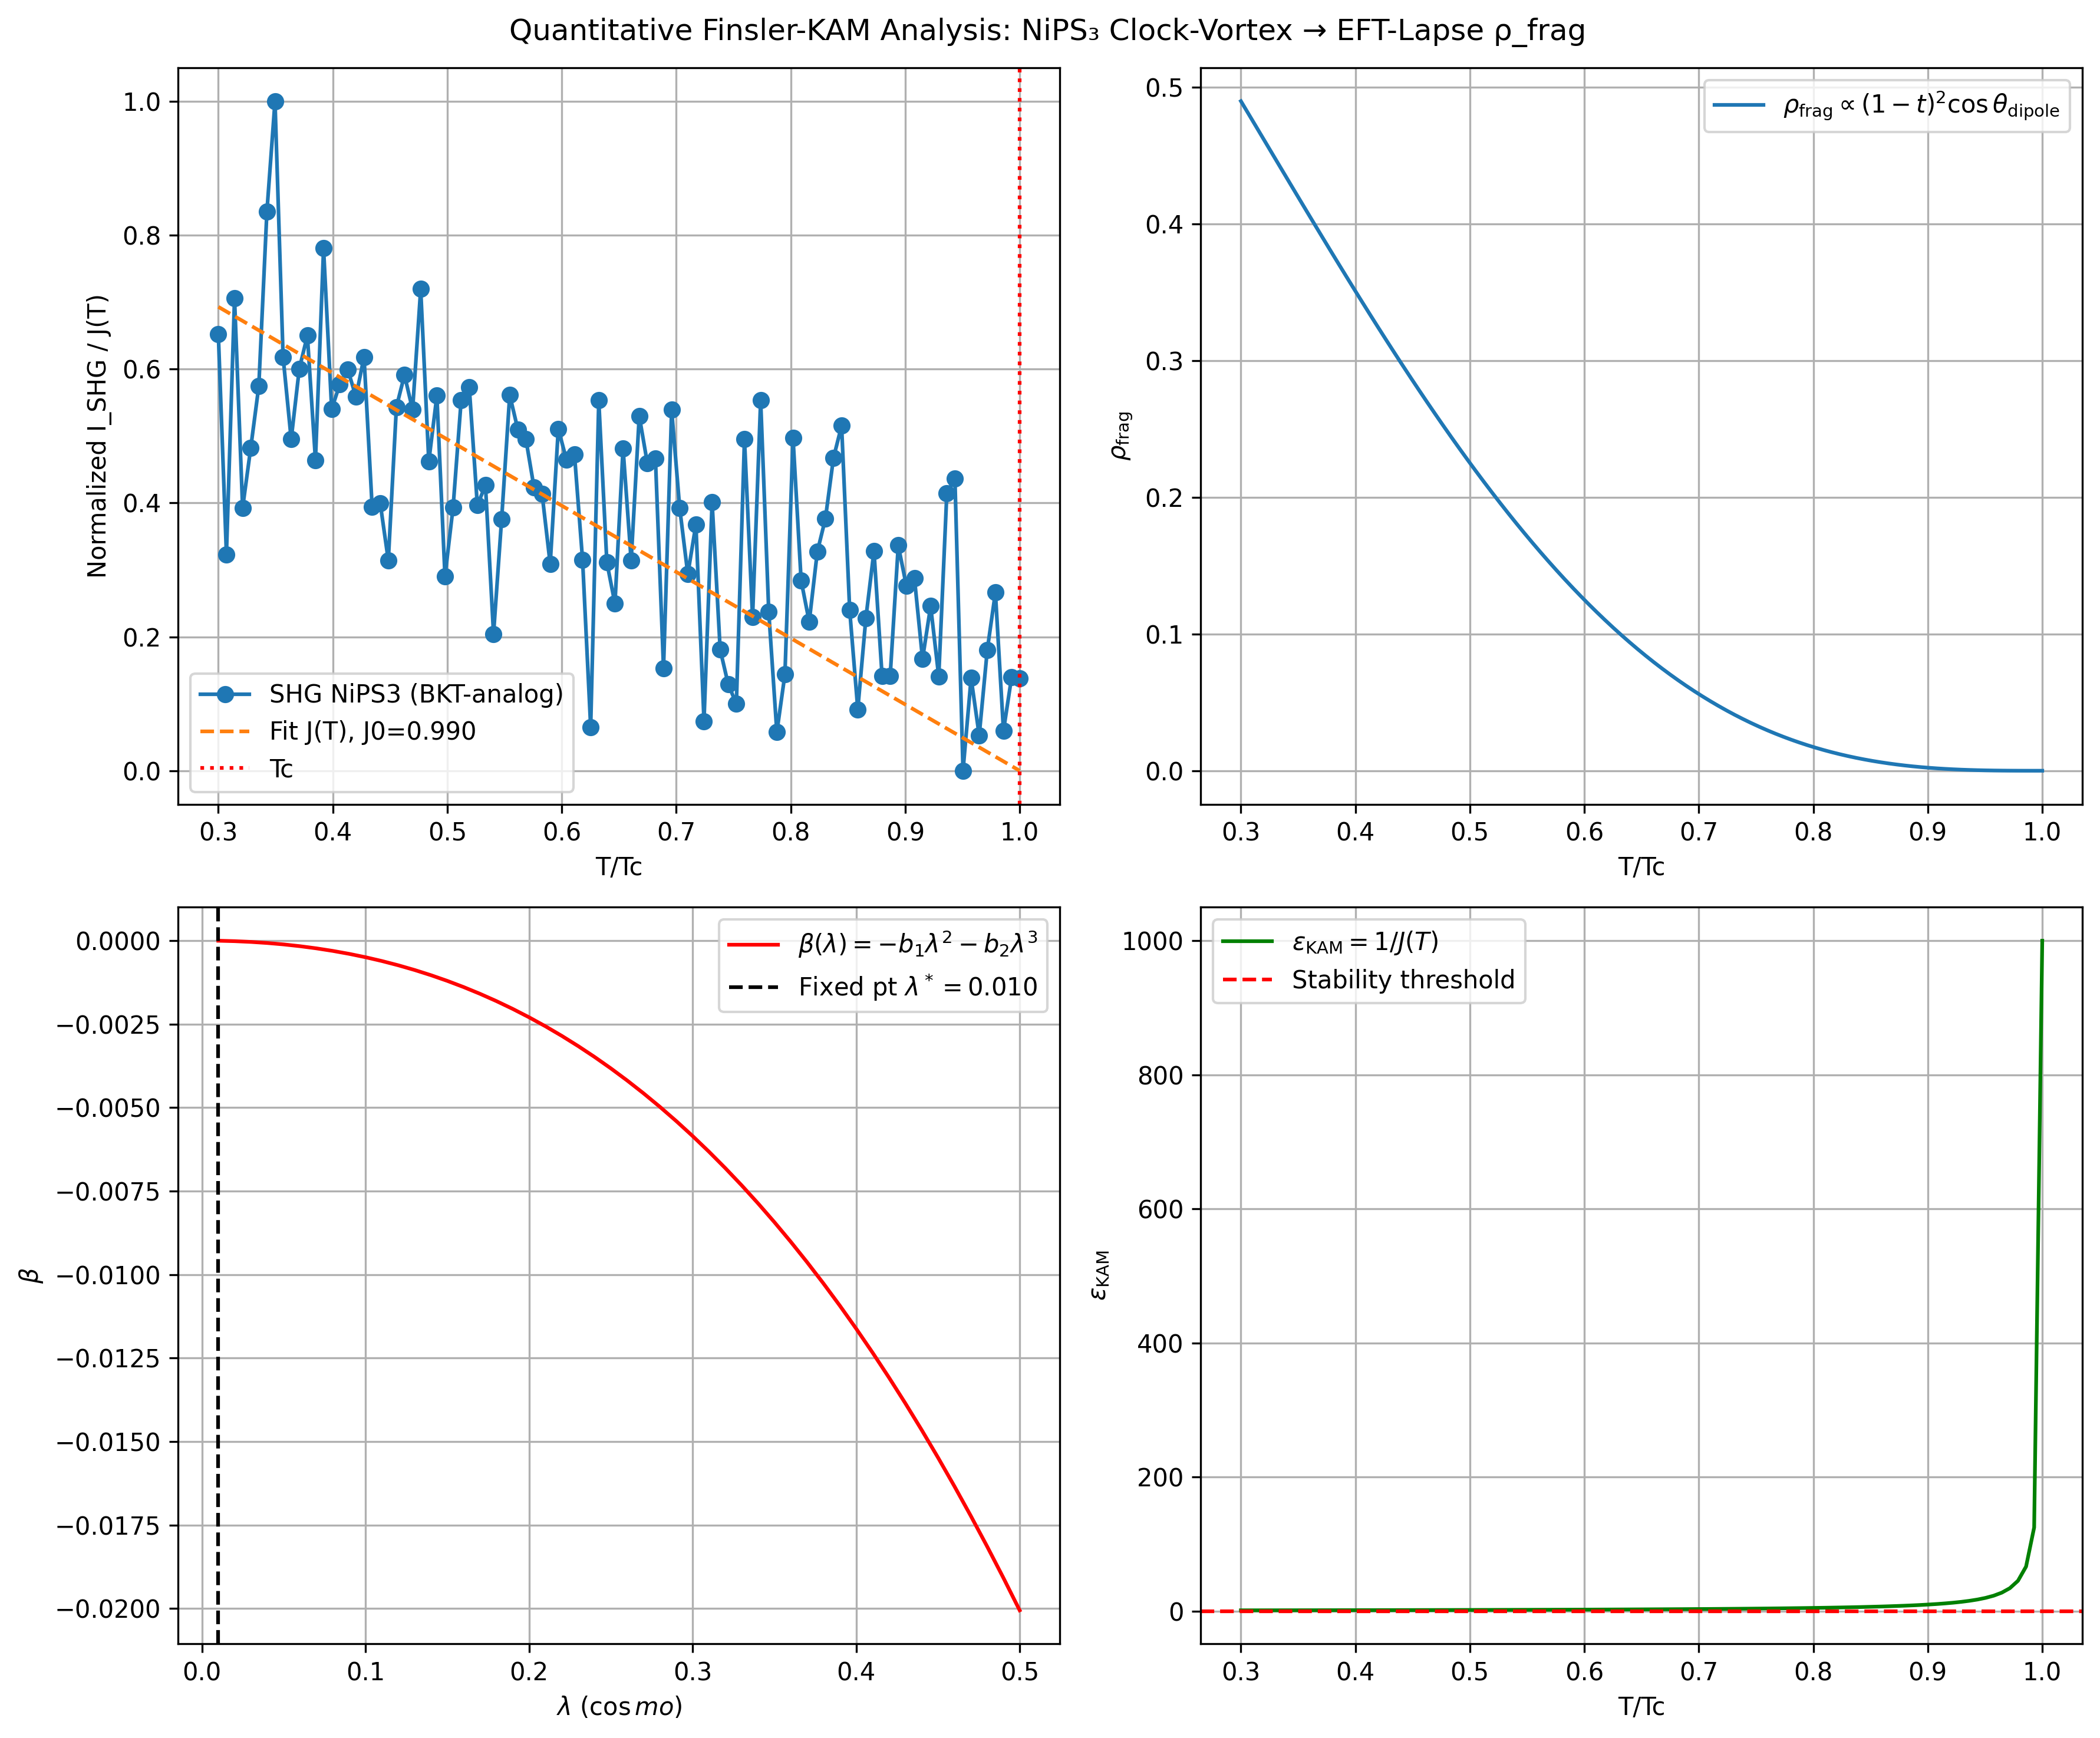 Quantitative Finsler-KAM Analysis: NiPS₃ Clock-Vortex → EFT-Lapse ρ_frag
Normalized I_SHG / J(T)
1.0
0.8
0.6
0.4
0.2
0.0
SHG NiPS3 (BKT-analog)
Fit J(T), J0=0.990
Tc
0.3 0.4 0.5 0.6 0.7 0.8 0.9 1.0
T/Tc
ρ_frag
0.5
0.4
0.3
0.2
0.1
0.0
ρ_frag ∝ (1 − t)² cos θ_dipole
0.3 0.4 0.5 0.6 0.7 0.8 0.9 1.0
T/Tc
β
0.0000
−0.0025
−0.0050
−0.0075
−0.0100
−0.0125
−0.0150
−0.0175
−0.0200
β(λ) = −b₁λ² − b₂λ³
Fixed pt λ* = 0.010
0.0 0.1 0.2 0.3 0.4 0.5
λ (cos mo)
ε_KAM
1000
800
600
400
200
0
ε_KAM = 1/J(T)
Stability threshold
0.3 0.4 0.5 0.6 0.7 0.8 0.9 1.0
T/Tc